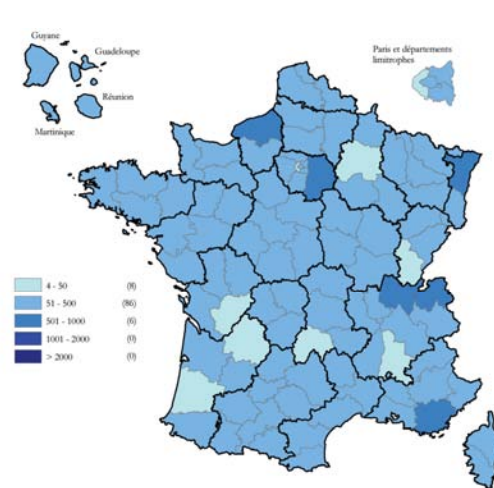 Guyane
Guadeloupe
Réunion
Martinique
Paris et départements
limitrophes
4 - 50 (8)
51 - 500 (86)
501 - 1000 (6)
1001 - 2000 (0)
> 2000 (0)